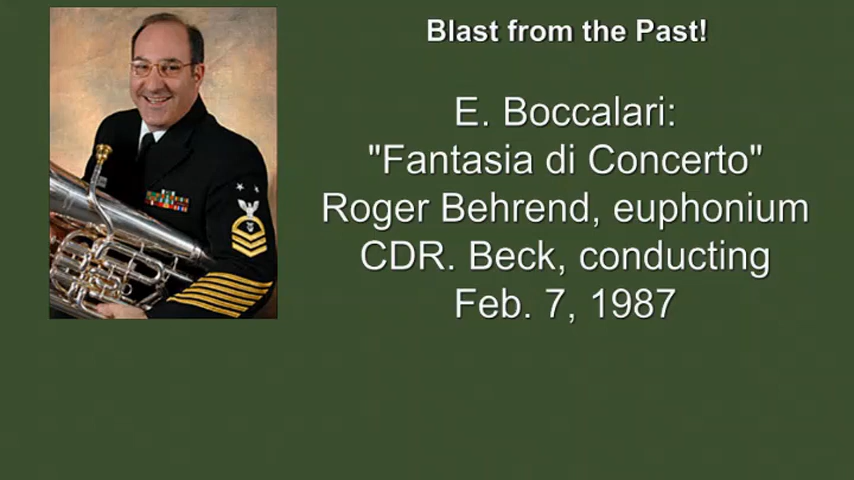 Blast from the Past!
E. Boccalari:
"Fantasia di Concerto"
Roger Behrend, euphonium
CDR. Beck, conducting
Feb. 7, 1987